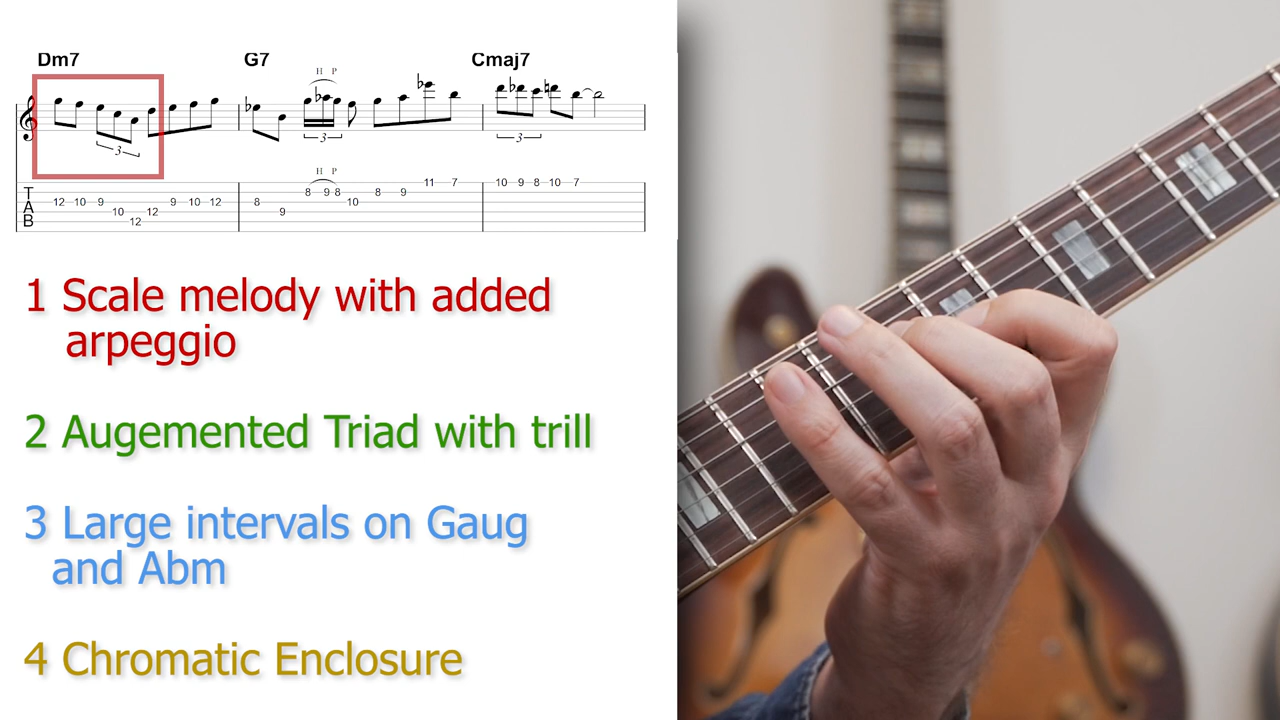 Dm7 G7 Cmaj7
H P
3 3 3
H P
T 12 10 9 10 12 12 9 10 12 8 9 8 9 8 10 8 9 11 7 10 9 8 10 7
A
B
1 Scale melody with added
arpeggio
2 Augemented Triad with trill
3 Large intervals on Gaug
and Abm
4 Chromatic Enclosure